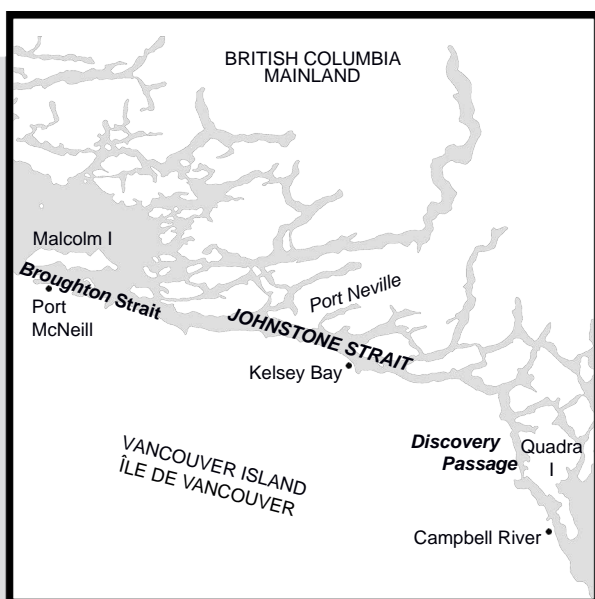 BRITISH COLUMBIA
MAINLAND
Malcolm I
Broughton Strait
Port
McNeill
Port Neville
JOHNSTONE STRAIT
Kelsey Bay
VANCOUVER ISLAND
ÎLE DE VANCOUVER
Discovery
Passage
Quadra
I
Campbell River